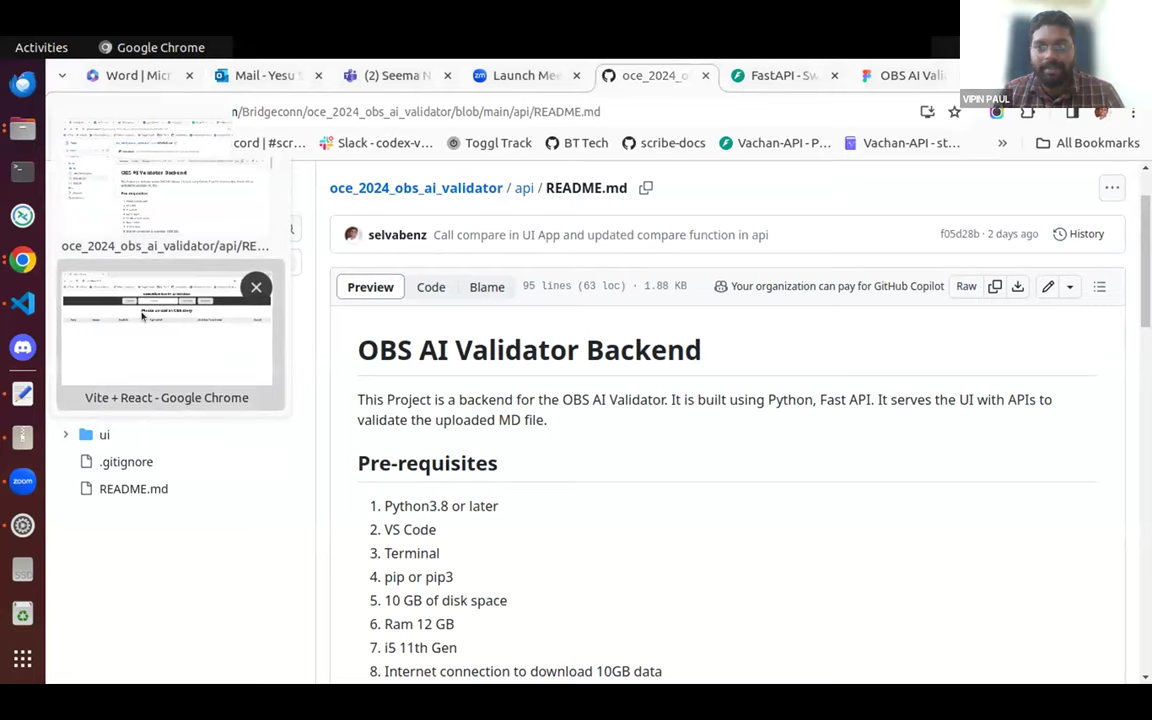 Activities
Google Chrome
Word | Micr
Mail - Yesu S
(2) Seema N
Launch Mee
oce_2024_o
FastAPI - Sw
OBS AI Vali
VIPIN PAUL
n/Bridgeconn/oce_2024_obs_ai_validator/blob/main/api/README.md
cord | #scr...
Slack - codex-v...
Toggl Track
BT Tech
scribe-docs
Vachan-API - P...
Vachan-API - st...
»
All Bookmarks
oce_2024_obs_ai_validator / api / README.md
selvabenz Call compare in UI App and updated compare function in api
f05d28b · 2 days ago
History
oce_2024_obs_ai_validator/api/RE...
Preview
Code
Blame
95 lines (63 loc) · 1.88 KB
Your organization can pay for GitHub Copilot
Raw
OBS AI Validator Backend
This Project is a backend for the OBS AI Validator. It is built using Python, Fast API. It serves the UI with APIs to
validate the uploaded MD file.
Vite + React - Google Chrome
ui
.gitignore
README.md
Pre-requisites
1. Python3.8 or later
2. VS Code
3. Terminal
4. pip or pip3
5. 10 GB of disk space
6. Ram 12 GB
7. i5 11th Gen
8. Internet connection to download 10GB data
zoom
SSD